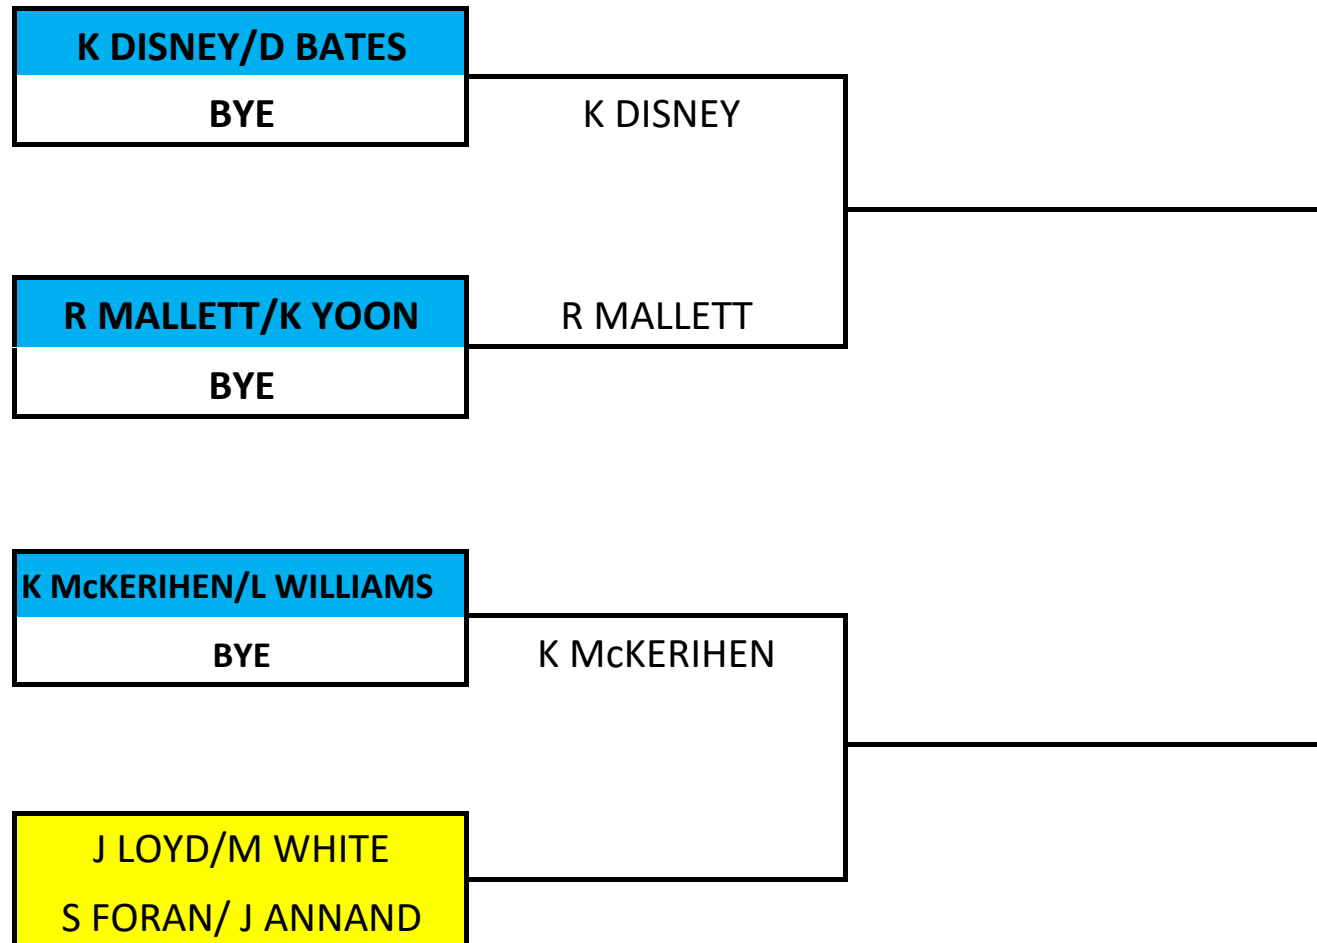 K DISNEY/D BATES
BYE
K DISNEY
R MALLETT/K YOON
R MALLETT
BYE
K McKERIHEN/L WILLIAMS
BYE
K McKERIHEN
J LOYD/M WHITE
S FORAN/ J ANNAND